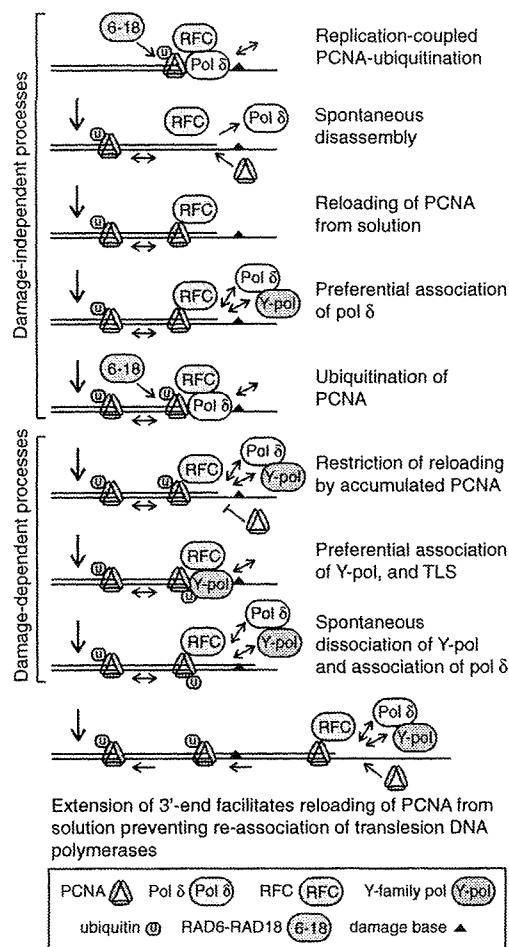 6-18
u
RFC
Pol δ
Replication-coupled
PCNA-ubiquitination
u
RFC
Pol δ
Spontaneous
disassembly
u
RFC
Reloading of PCNA
from solution
u
RFC
Pol δ
Y-pol
Preferential association
of pol δ
6-18
u
u
RFC
Pol δ
Ubiquitination of
PCNA
Damage-independent processes
u
u
RFC
Pol δ
Y-pol
Restriction of reloading
by accumulated PCNA
u
RFC
Y-pol
u
Preferential association
of Y-pol, and TLS
u
RFC
Pol δ
Y-pol
u
Spontaneous
dissociation of Y-pol
and association of pol δ
Damage-dependent processes
u
u
RFC
Pol δ
Y-pol
Extension of 3'-end facilitates reloading of PCNA from
solution preventing re-association of translesion DNA
polymerases
PCNA Pol δ Pol δ RFC RFC Y-family pol Y-pol
ubiquitin u RAD6-RAD18 6-18 damage base